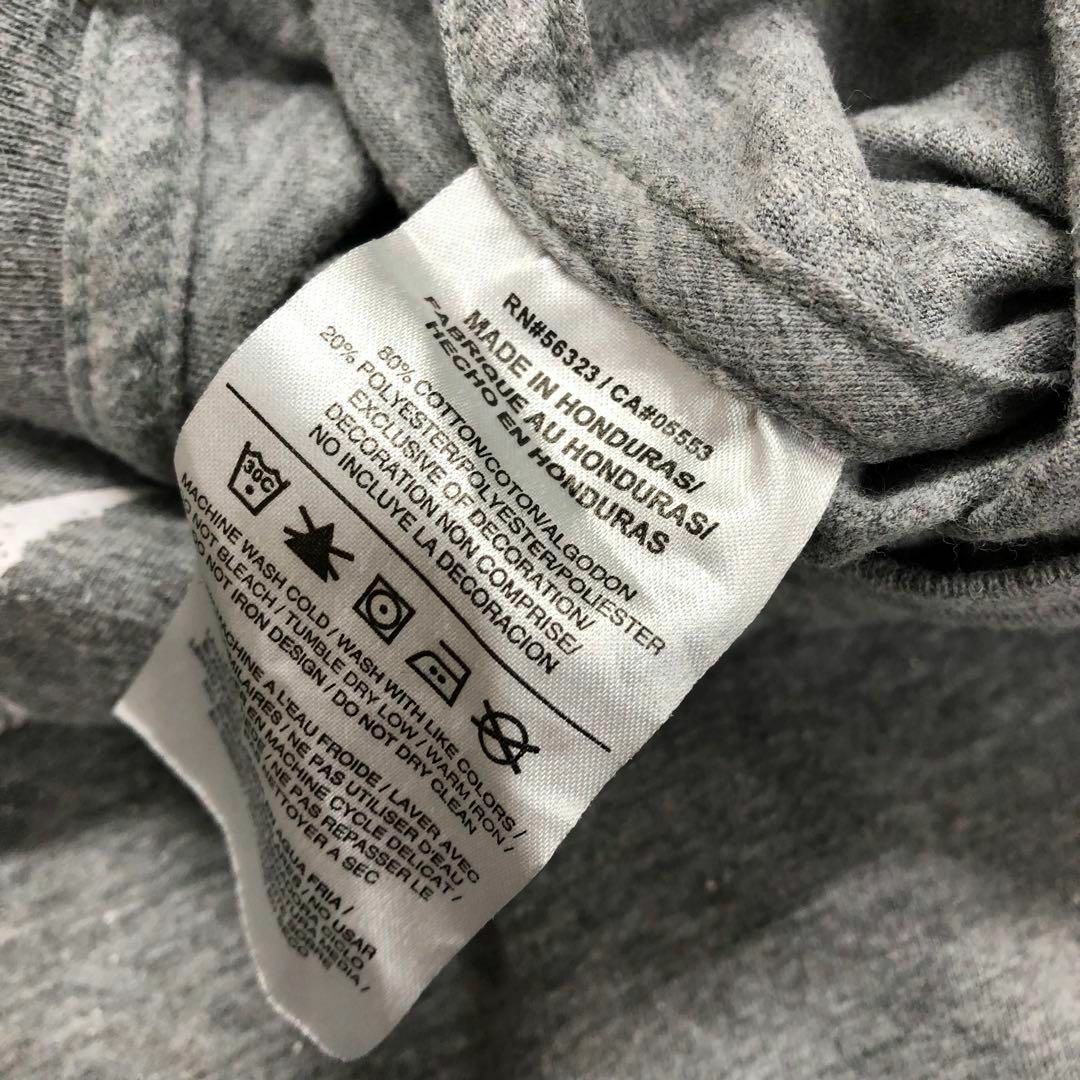 RN#56323 / CA#05553
MADE IN HONDURAS/
FABRIQUE AU HONDURAS/
HECHO EN HONDURAS
80% COTTON/COTON/ALGODON
20% POLYESTER/POLYESTER/POLIESTER
EXCLUSIVE OF DECORATION/
DECORATION NON COMPRISE/
NO INCLUYE LA DECORACION
30C
MACHINE WASH COLD / WASH WITH LIKE COLORS /
DO NOT BLEACH / TUMBLE DRY LOW / WARM IRON /
DO NOT IRON DESIGN / DO NOT DRY CLEAN
MACHINE A L'EAU FROIDE / LAVER AVEC
/ NE PAS UTILISER D'EAU
EN MACHINE CYCLE DELICAT /
/ NE PAS REPASSER LE
NETTOYER A SEC
AGUA FRIA /
/ NO USAR
CICLO